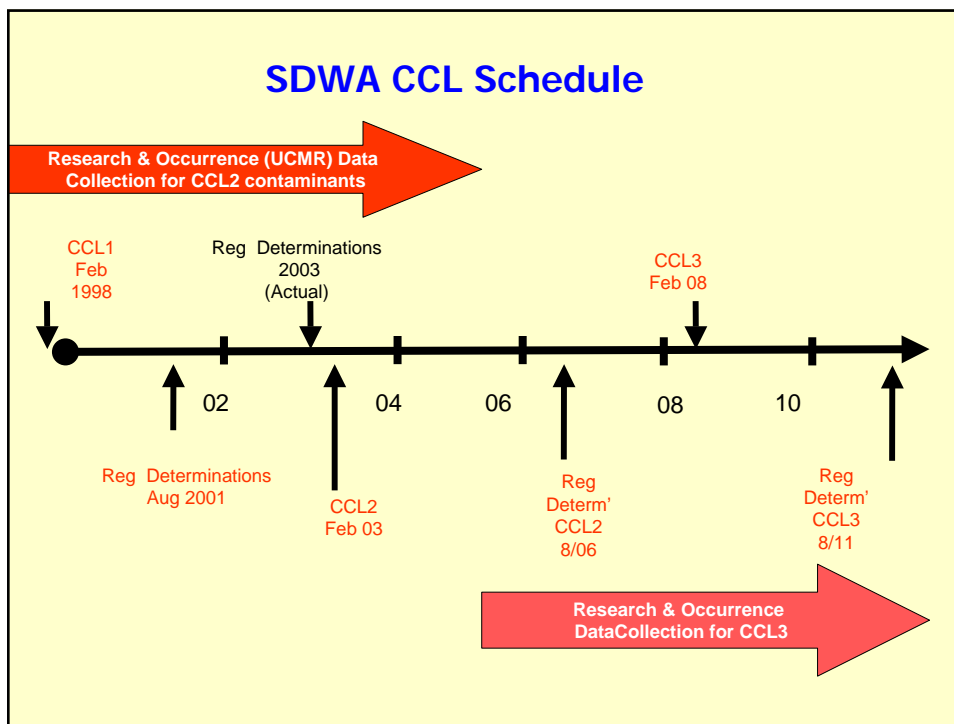 SDWA CCL Schedule
Research & Occurrence (UCMR) Data
Collection for CCL2 contaminants
CCL1
Feb
1998
Reg Determinations
2003
(Actual)
CCL3
Feb 08
02
04
06
08
10
Reg Determinations
Aug 2001
CCL2
Feb 03
Reg
Determ’
CCL2
8/06
Reg
Determ’
CCL3
8/11
Research & Occurrence
DataCollection for CCL3